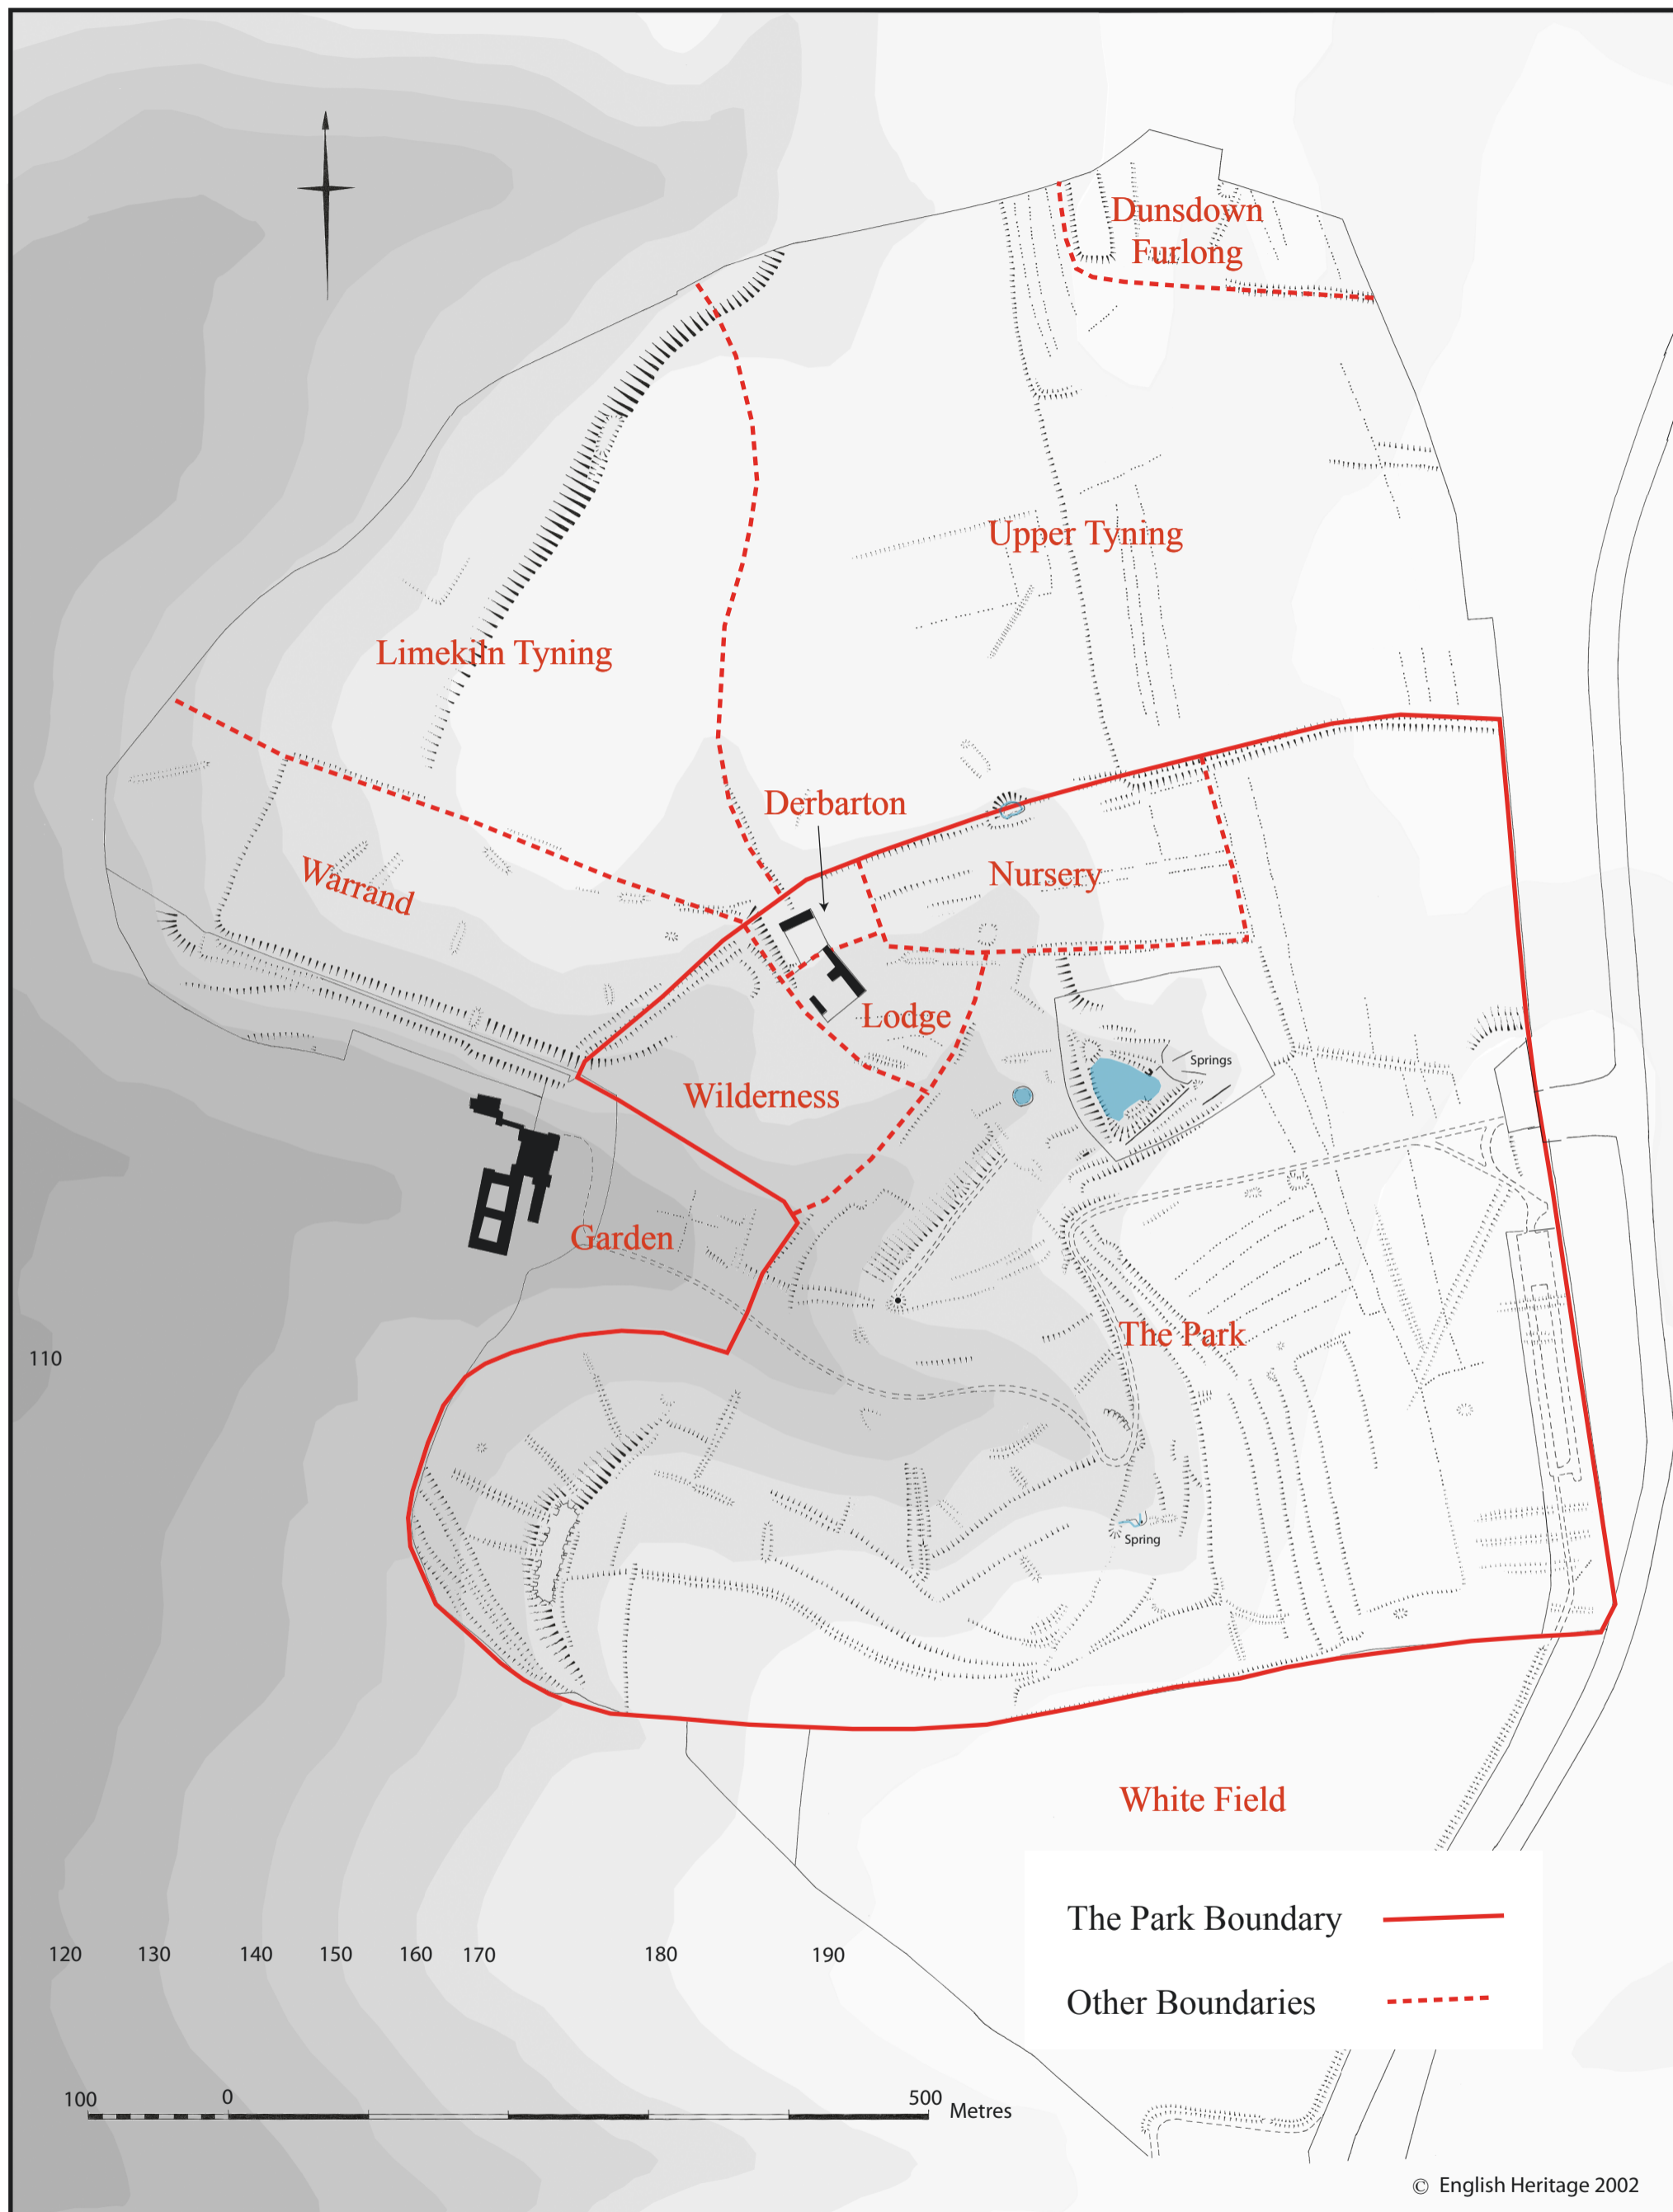 Dunsdown
Furlong
Upper Tyning
Limekiln Tyning
Derbarton
Nursery
Warrand
Lodge
Springs
Wilderness
Garden
The Park
110
Spring
White Field
The Park Boundary
Other Boundaries
120 130 140 150 160 170 180 190
100 0 500 Metres
© English Heritage 2002